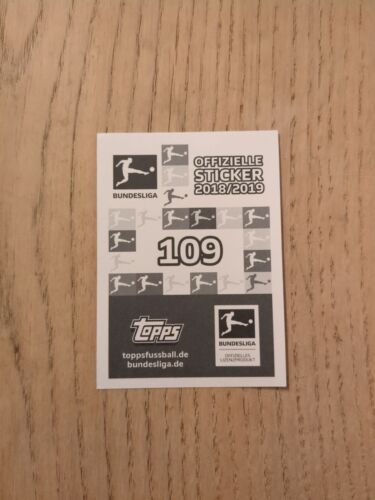 BUNDESLIGA
OFFIZIELLE
STICKER
2018/2019
109
topps
toppsfussball.de
bundesliga.de
BUNDESLIGA
OFFIZIELLES
LIZENZPRODUKT